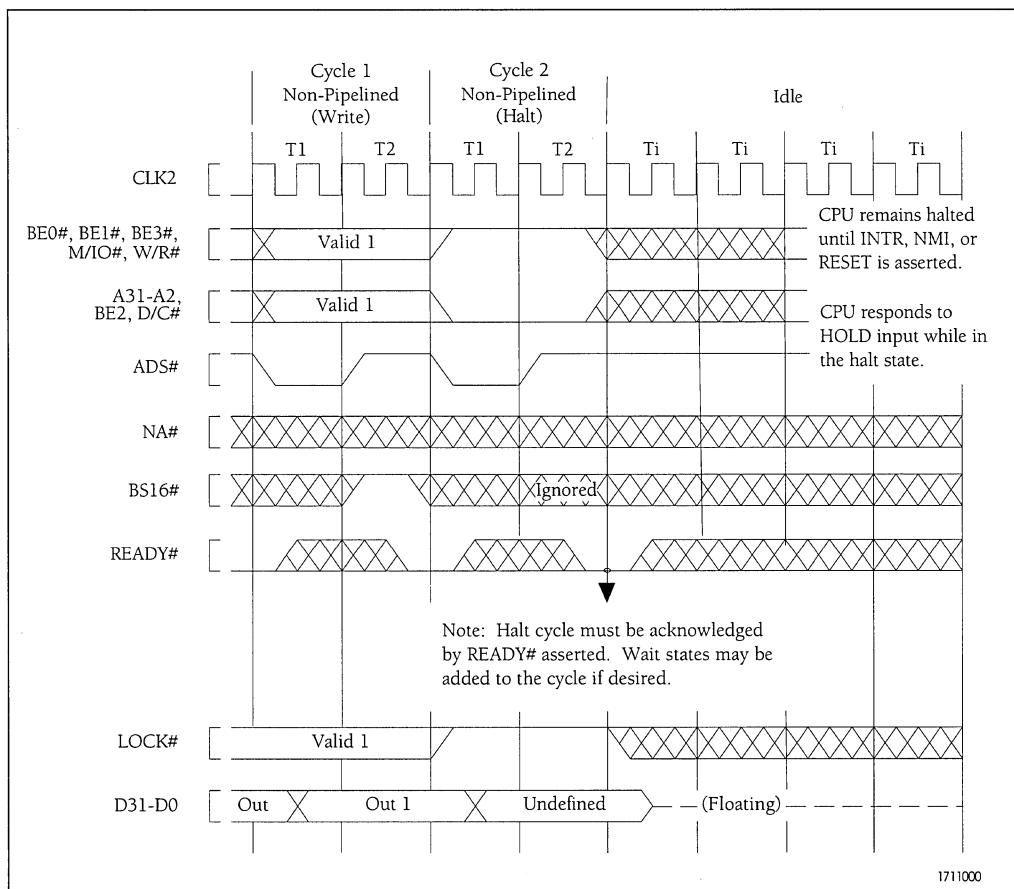 Cycle 1
Non-Pipelined
(Write)
Cycle 2
Non-Pipelined
(Halt)
Idle
T1 T2 T1 T2 Ti Ti Ti Ti
CLK2
BE0#, BE1#, BE3#,
M/IO#, W/R#
Valid 1
CPU remains halted
until INTR, NMI, or
RESET is asserted.
A31-A2,
BE2, D/C#
Valid 1
CPU responds to
HOLD input while in
the halt state.
ADS#
NA#
BS16#
Ignored
READY#
Note: Halt cycle must be acknowledged
by READY# asserted. Wait states may be
added to the cycle if desired.
LOCK#
Valid 1
D31-D0
Out
Out 1
Undefined
(Floating)
1711000